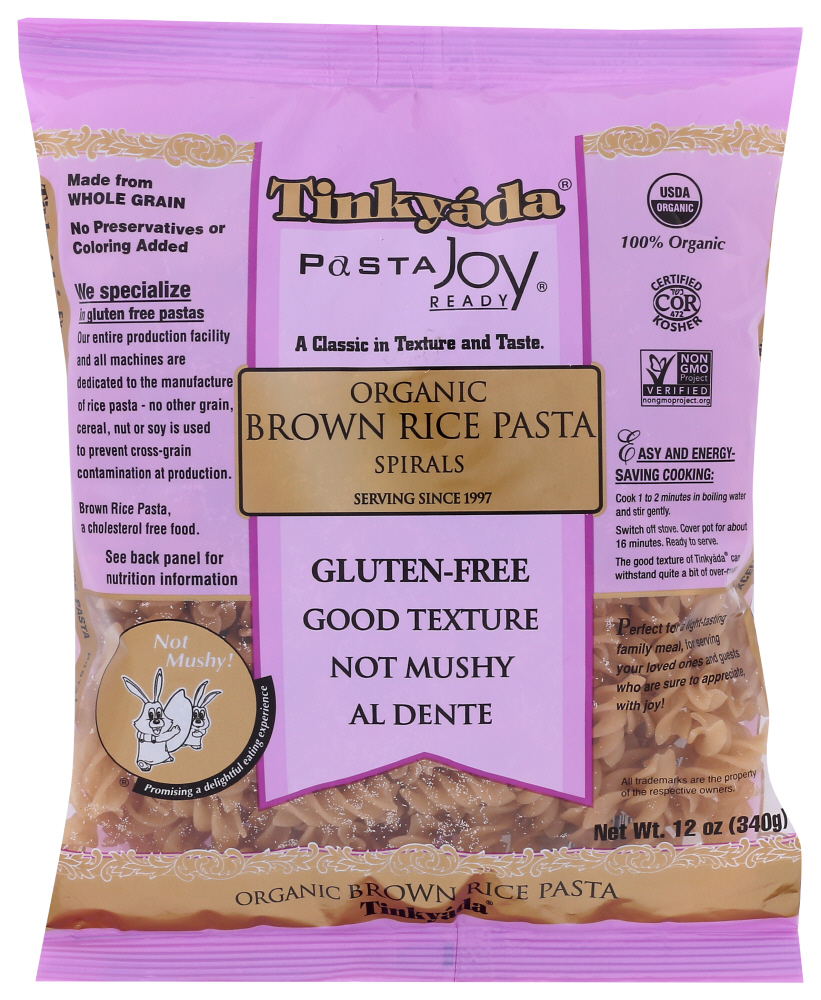 Made from
WHOLE GRAIN
No Preservatives or
Coloring Added
We specialize
in gluten free pastas
Our entire production facility
and all machines are
dedicated to the manufacture
of rice pasta - no other grain,
cereal, nut or soy is used
to prevent cross-grain
contamination at production.
Brown Rice Pasta,
a cholesterol free food.
See back panel for
nutrition information
Tinkyáda®
PASTA JOY®
READY
A Classic in Texture and Taste.
ORGANIC
BROWN RICE PASTA
SPIRALS
SERVING SINCE 1997
GLUTEN-FREE
GOOD TEXTURE
NOT MUSHY
AL DENTE
USDA
ORGANIC
100% Organic
CERTIFIED
COR
472
KOSHER
NON
GMO
Project
VERIFIED
nongmoproject.org
EASY AND ENERGY-
SAVING COOKING:
Cook 1 to 2 minutes in boiling water
and stir gently.
Switch off stove. Cover pot for about
16 minutes. Ready to serve.
The good texture of Tinkyáda® can
withstand quite a bit of
Perfect for a light-tasting
family meal, for serving
your loved ones and guests
who are sure to appreciate,
with joy!
Not
Mushy!
®
Promising a delightful eating experience
All trademarks are the property
of the respective owners.
Net Wt. 12 oz (340g)
ORGANIC BROWN RICE PASTA
Tinkyáda®